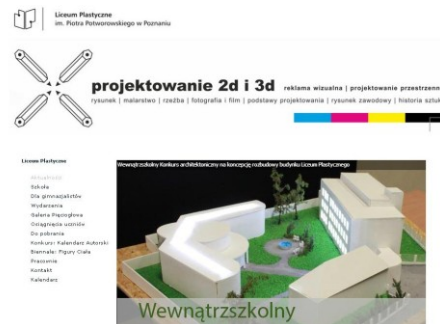 Liceum Plastyczne
im. Piotra Potworowskiego w Poznaniu
projektowanie 2d i 3d
reklama wizualna | projektowanie przestrzenn
rysunek | malarstwo | rzeźba | fotografia i film | podstawy projektowania | rysunek zawodowy | historia sztuk
Liceum Plastyczne
Aktualności
Szkoła
Dla gimnazjalistów
Wydarzenia
Galeria Pięciogłowa
Osiągnięcia uczniów
Do pobrania
Konkurs: Kalendarz Autorski
Biennale: Figury Ciała
Pracownie
Kontakt
Kalendarz
Wewnątrzszkolny Konkurs architektoniczny na koncepcję rozbudowy budynku Liceum Plastycznego
Wewnątrzszkolny